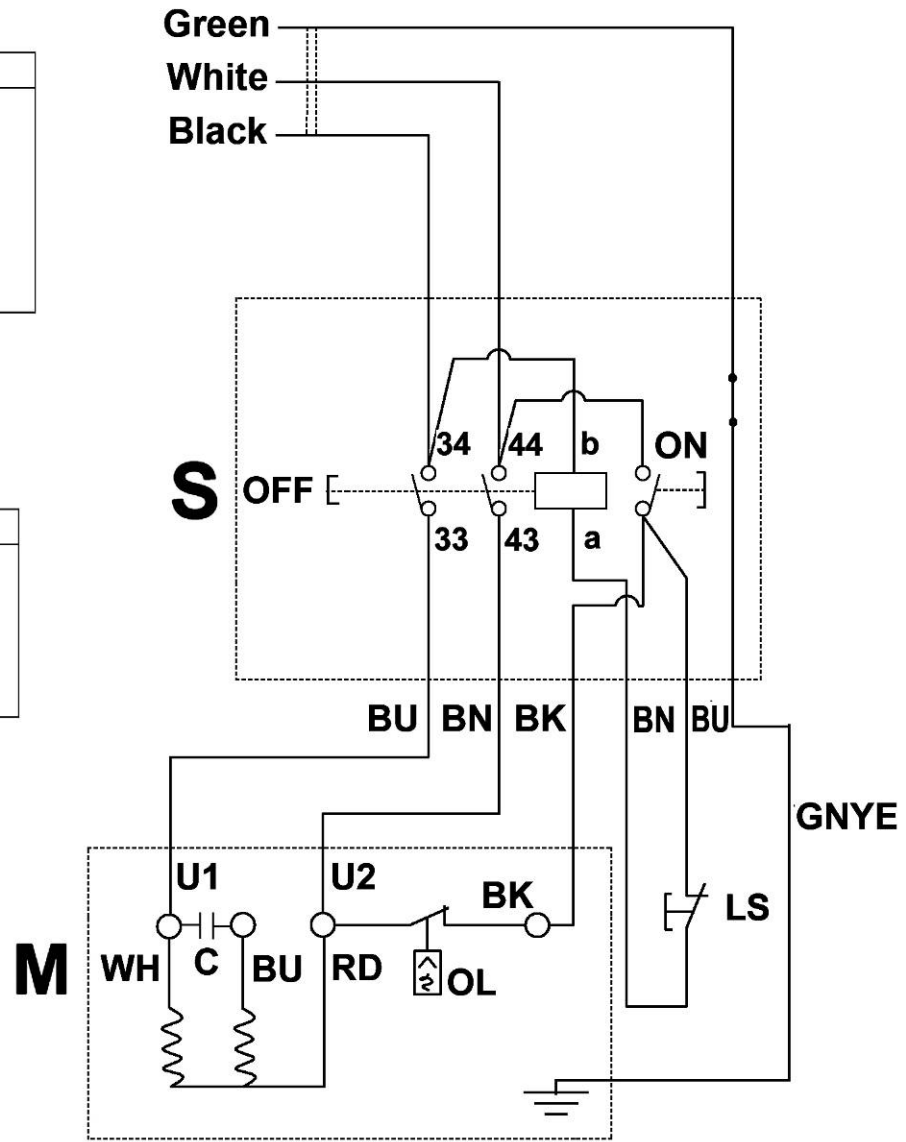 Green
White
Black
34 44 b ON
S OFF
33 43 a
BU BN BK BN BU
GNYE
U1 U2
BK
LS
M WH C BU RD OL